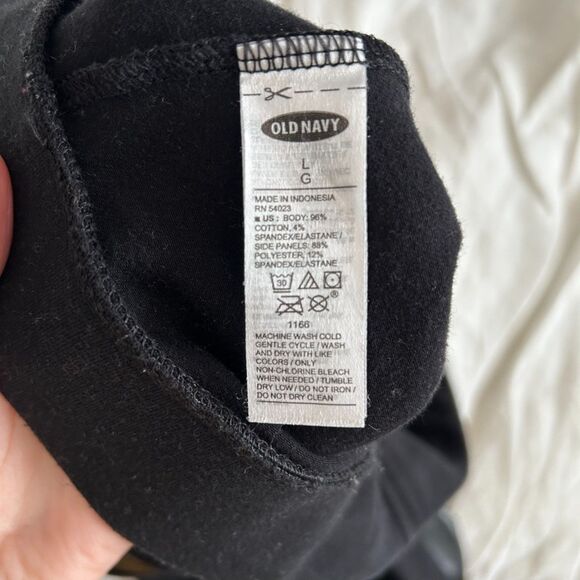 OLD NAVY
L
G
MADE IN INDONESIA
RN 54023
US : BODY: 96%
COTTON, 4%
SPANDEX/ELASTANE /
SIDE PANELS: 88%
POLYESTER, 12%
SPANDEX/ELASTANE
30
®
1166
MACHINE WASH COLD
GENTLE CYCLE / WASH
AND DRY WITH LIKE
COLORS / ONLY
NON-CHLORINE BLEACH
WHEN NEEDED / TUMBLE
DRY LOW / DO NOT IRON /
DO NOT DRY CLEAN